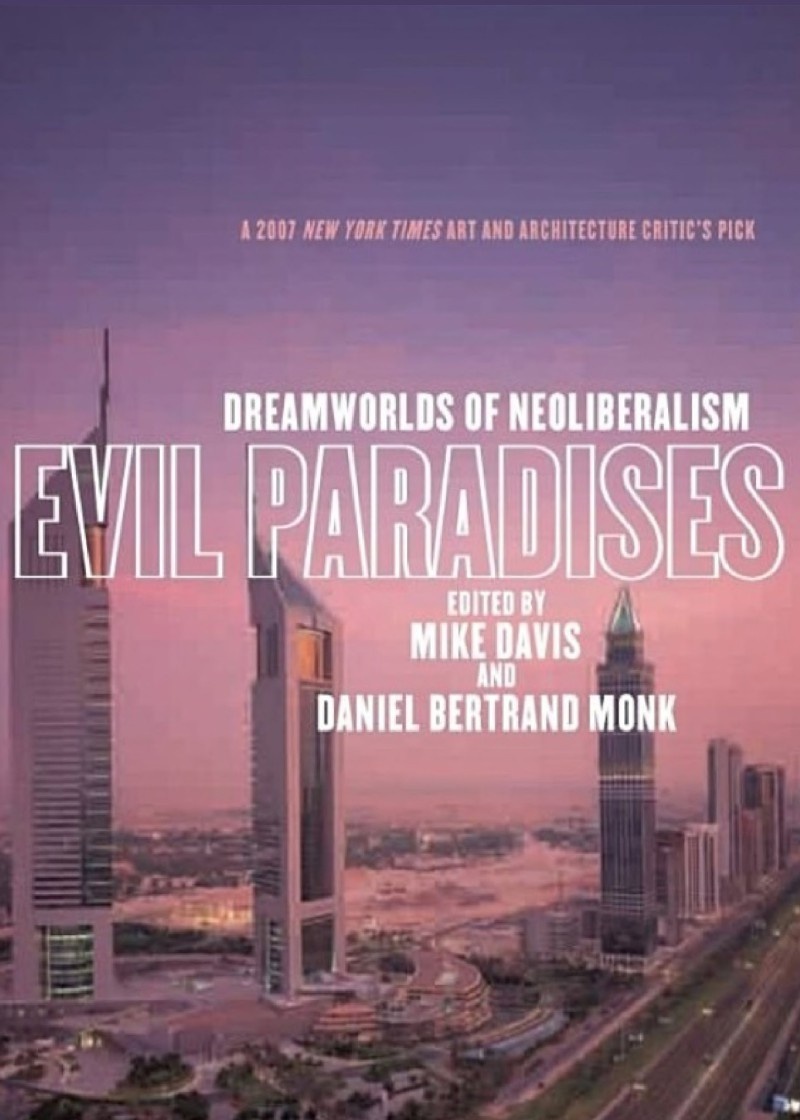 A 2007 NEW YORK TIMES ART AND ARCHITECTURE CRITIC'S PICK
DREAMWORLDS OF NEOLIBERALISM
EVIL PARADISES
EDITED BY
MIKE DAVIS
AND
DANIEL BERTRAND MONK